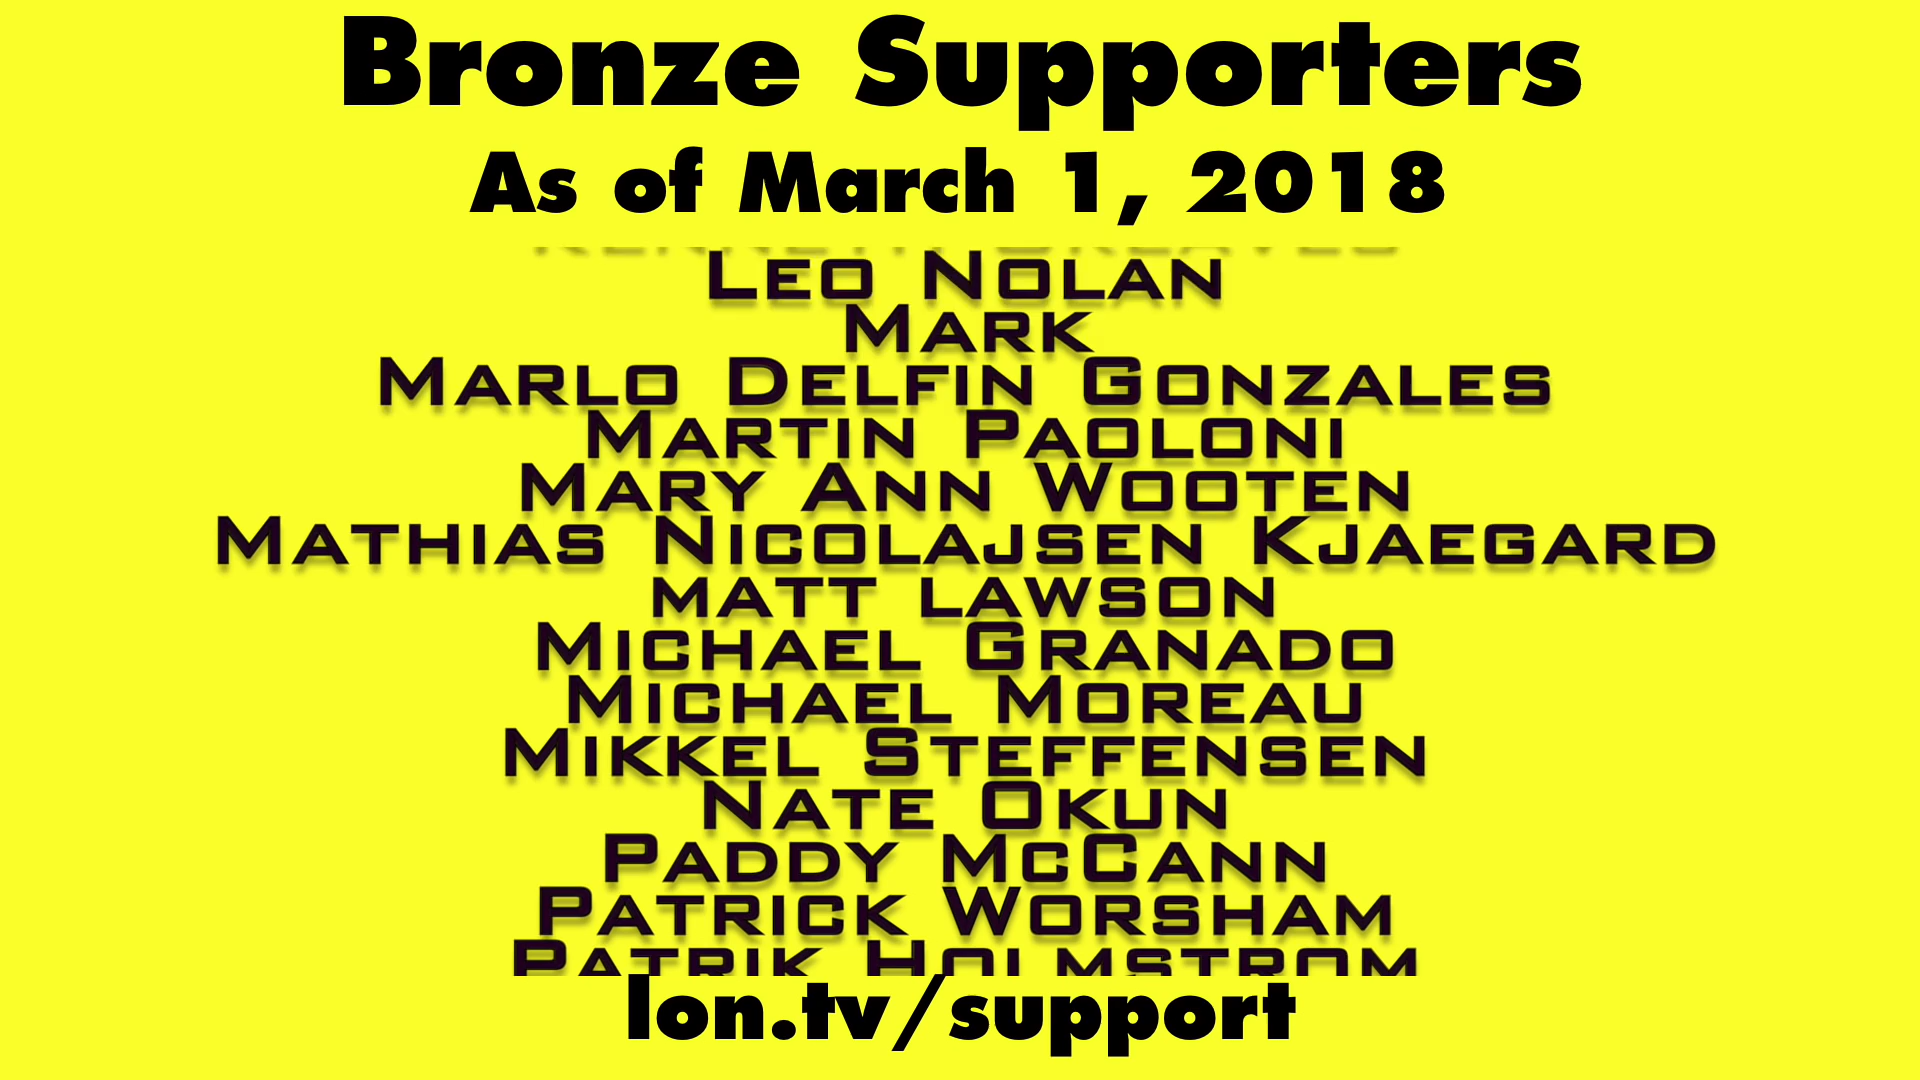 Bronze Supporters
As of March 1, 2018
Leo Nolan
Mark
Marlo Delfin Gonzales
Martin Paoloni
Mary Ann Wooten
Mathias Nicolajsen Kjaegard
matt lawson
Michael Granado
Michael Moreau
Mikkel Steffensen
Nate Okun
Paddy McCann
Patrick Worsham
Patrik Holmstrom
lon.tv/support